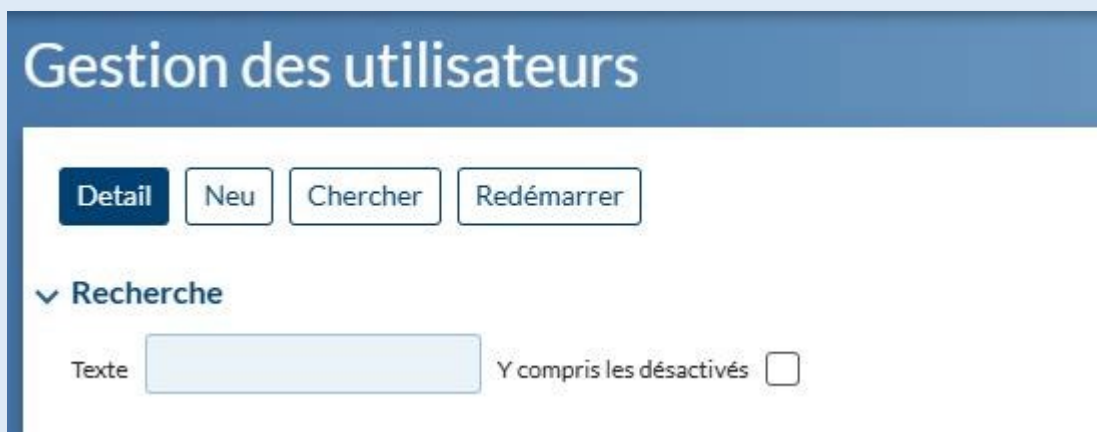 Gestion des utilisateurs
Detail Neu Chercher Redémarrer
Recherche
Texte Y compris les désactivés